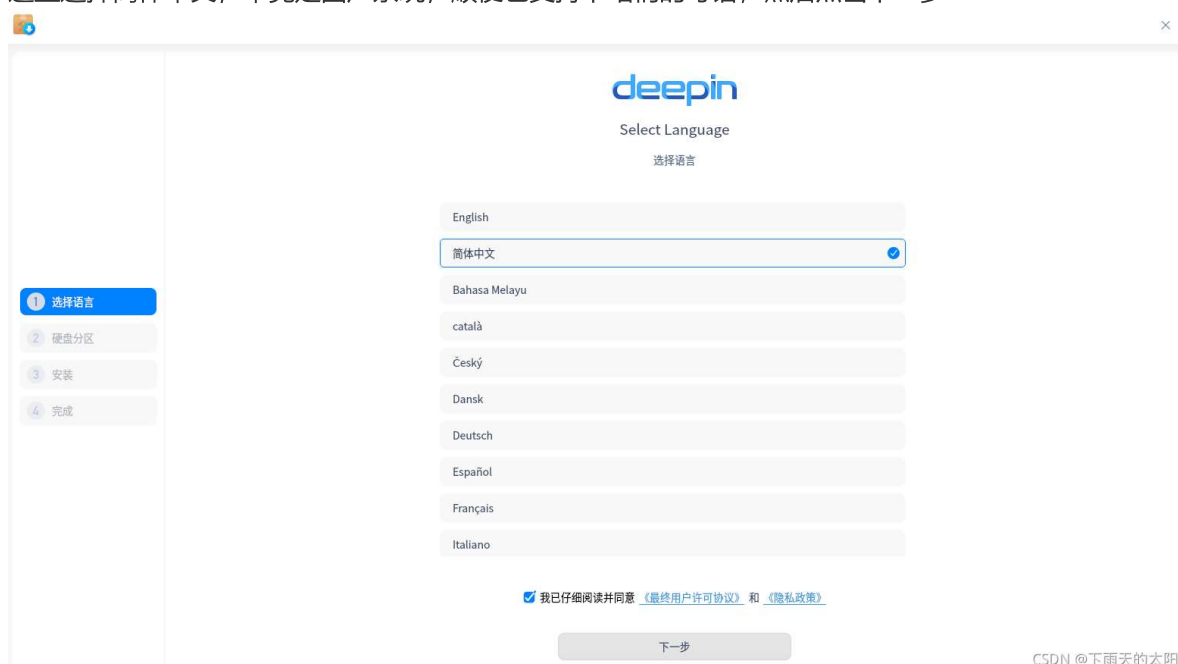 deepin
Select Language
选择语言
English
简体中文
Bahasa Melayu
català
1 选择语言
Český
2 硬盘分区
Dansk
3 安装
Deutsch
4 完成
Español
Français
Italiano
我已仔细阅读并同意 《最终用户许可协议》 和 《隐私政策》
下一步
CSDN @下雨天的太阳